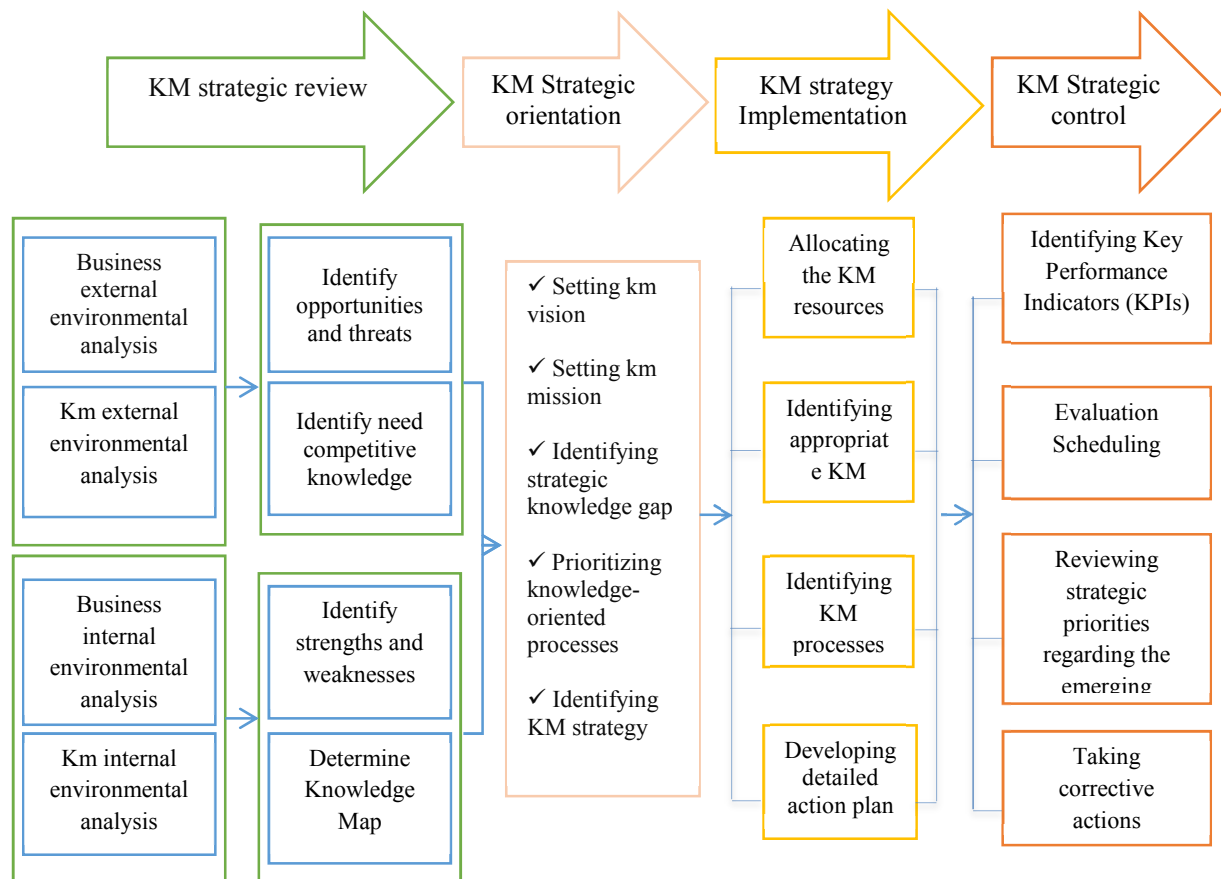 KM strategic review
KM Strategic
orientation
KM strategy
Implementation
KM Strategic
control
Business
external
environmental
analysis
Km external
environmental
analysis
Business
internal
environmental
analysis
Km internal
environmental
analysis
Identify
opportunities
and threats
Identify need
competitive
knowledge
Identify
strengths and
weaknesses
Determine
Knowledge
Map
✓ Setting km
vision
✓ Setting km
mission
✓ Identifying
strategic
knowledge gap
✓ Prioritizing
knowledge-
oriented
processes
✓ Identifying
KM strategy
Allocating
the KM
resources
Identifying
appropriat
e KM
Identifying
KM
processes
Developing
detailed
action plan
Identifying Key
Performance
Indicators (KPIs)
Evaluation
Scheduling
Reviewing
strategic
priorities
regarding the
emerging
Taking
corrective
actions